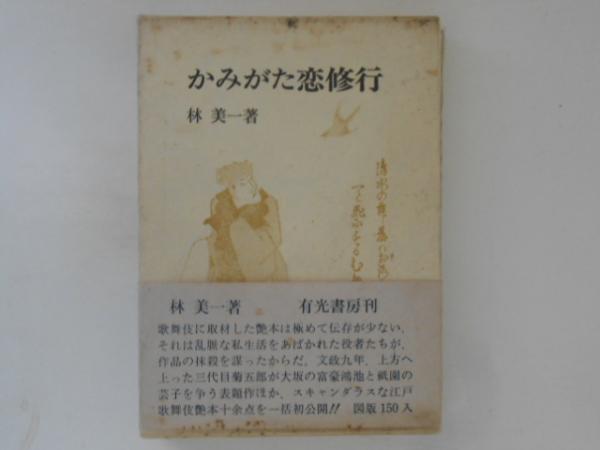 かみがた恋修行
林 美一著
林 美一著 有光書房刊
歌舞伎に取材した艶本は極めて伝存が少ない、
それは乱脈な私生活をあばかれた役者たちが、
作品の抹殺を謀ったからだ。文政九年、上方へ
上った三代目菊五郎が大坂の富豪鴻池と祇園の
芸子を争う表題作ほか、スキャンダラスな江戸
歌舞伎艶本十余点を一括初公開!! 図版150入